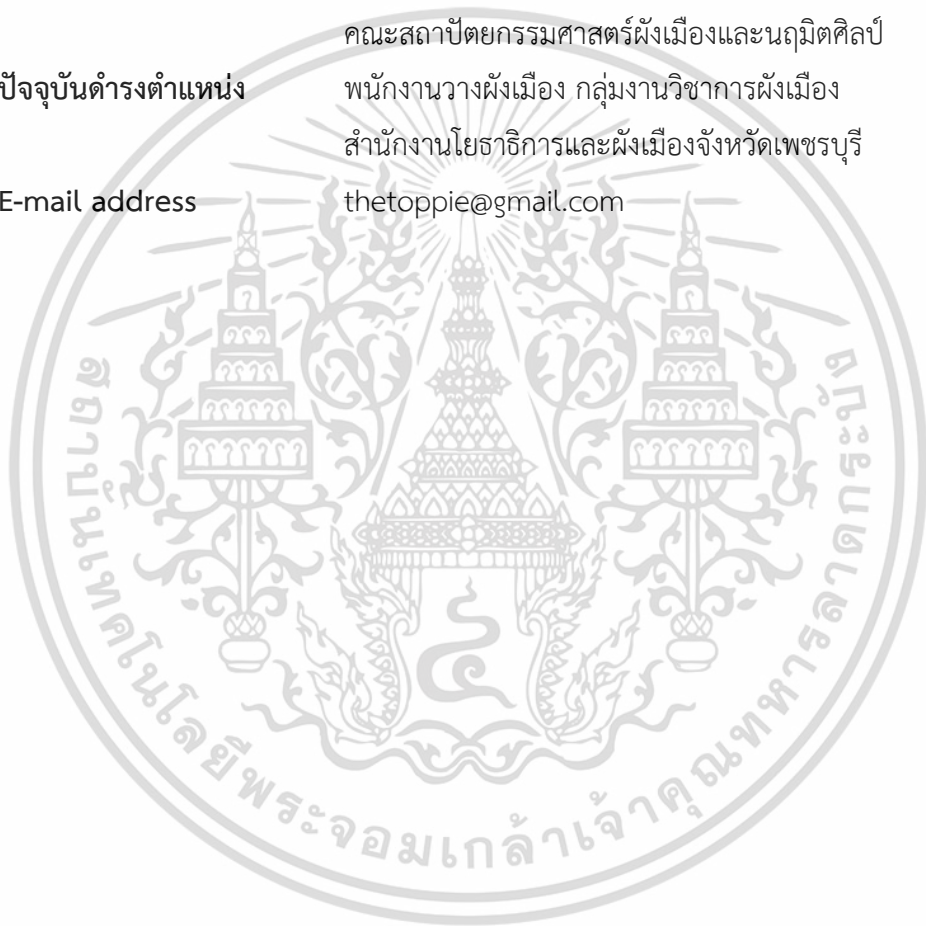 คณะสถาปัตยกรรมศาสตร์ผังเมืองและนฤมิตศิลป์
ปัจจุบันดำรงตำแหน่ง พนักงานวางผังเมือง กลุ่มงานวิชาการผังเมือง
สำนักงานโยธาธิการและผังเมืองจังหวัดเพชรบุรี
E-mail address thetoppie@gmail.com
สถาบันเทคโนโลยีพระจอมเกล้าเจ้าคุณทหารลาดกระบัง
๔